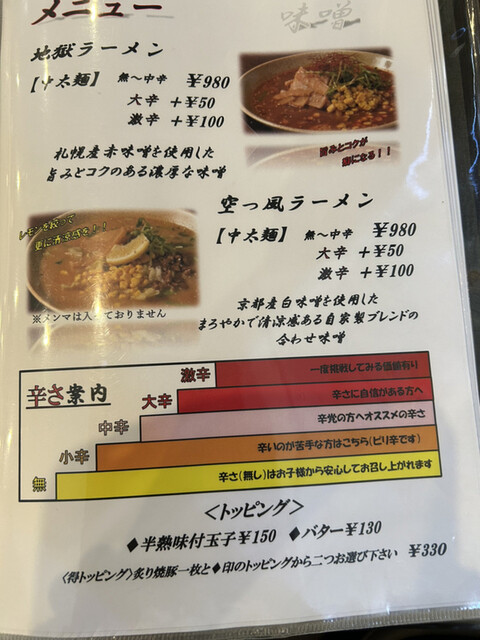 メニュー
味噌
地獄ラーメン
【中太麺】 無～中辛 ￥980
大辛 ＋￥50
激辛 ＋￥100
札幌産赤味噌を使用した
旨みとコクのある濃厚な味噌
旨みとコクが
癖になる！！
空っ風ラーメン
【中太麺】 無～中辛 ￥980
大辛 ＋￥50
激辛 ＋￥100
レモンを絞って
更に清涼感を！！
※メンマは入っておりません
京都産白味噌を使用した
まろやかで清涼感ある自家製ブレンドの
合わせ味噌
辛さ案内
激辛 一度挑戦してみる価値有り
大辛 辛さに自信がある方へ
中辛 辛党の方へオススメの辛さ
小辛 辛いのが苦手な方はこちら(ピリ辛です)
無 辛さ(無し)はお子様から安心してお召し上がれます
＜トッピング＞
◆半熟味付玉子￥150 ◆バター￥130
〈得トッピング〉炙り焼豚一枚と◆印のトッピングから二つお選び下さい ￥330